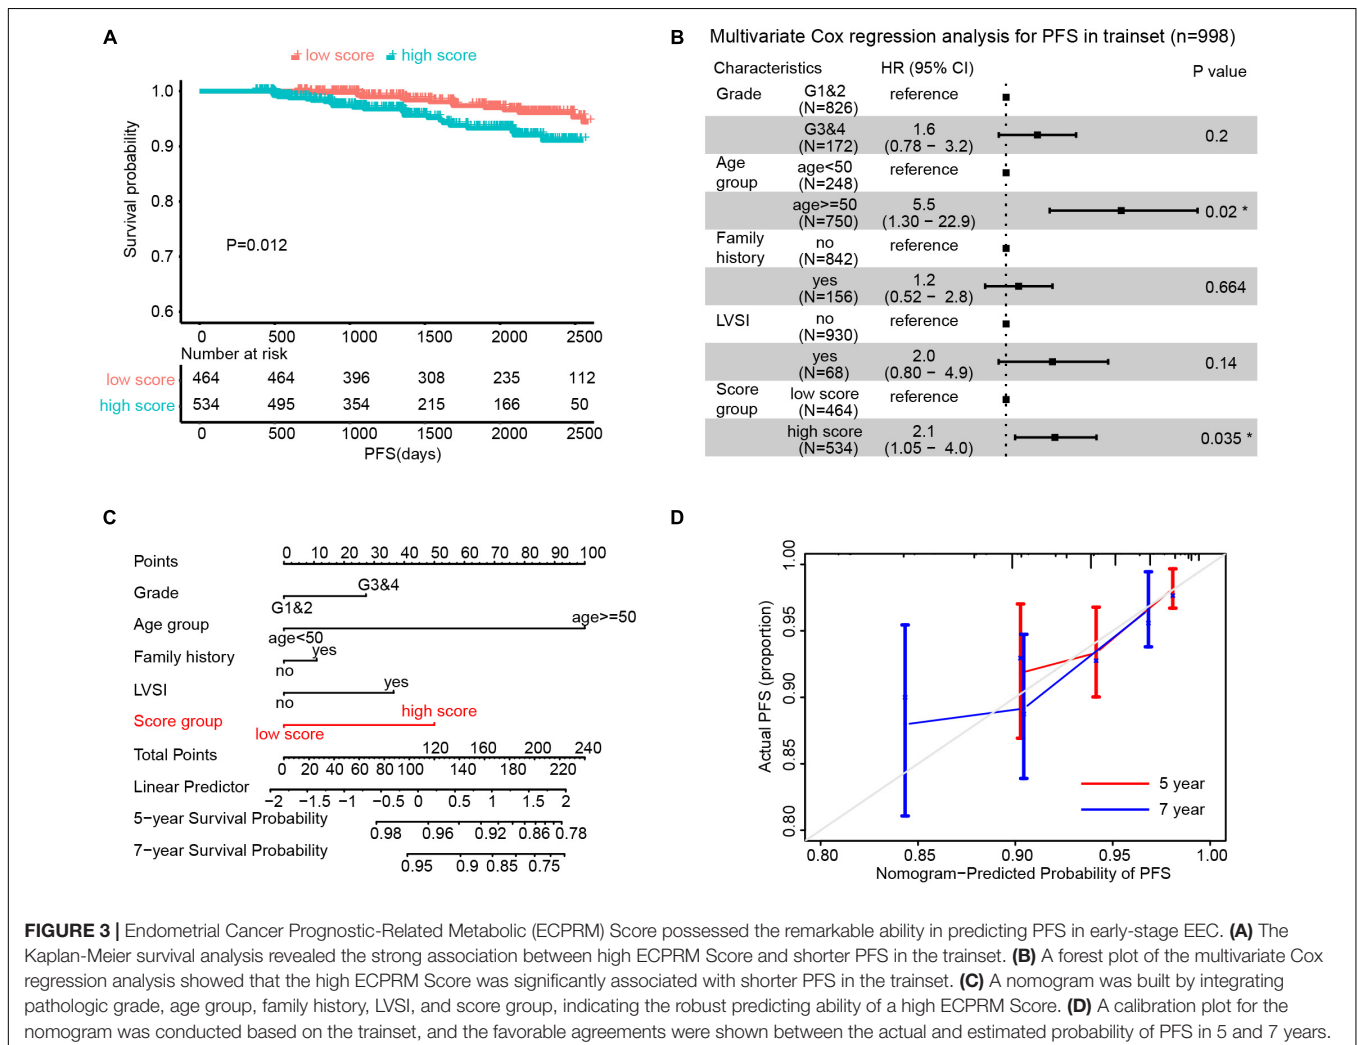 A
low score high score
Survival probability
1.0
0.9
0.8
0.7
0.6
P=0.012
0 500 1000 1500 2000 2500
Number at risk
low score 464 464 396 308 235 112
high score 534 495 354 215 166 50
0 500 1000 1500 2000 2500
PFS(days)
B
Multivariate Cox regression analysis for PFS in trainset (n=998)
Characteristics HR (95% CI) P value
Grade G1&2 reference
(N=826)
G3&4 1.6 0.2
(N=172) (0.78 − 3.2)
Age age<50 reference
group (N=248)
age>=50 5.5 0.02 *
(N=750) (1.30 − 22.9)
Family no reference
history (N=842)
yes 1.2 0.664
(N=156) (0.52 − 2.8)
LVSI no reference
(N=930)
yes 2.0 0.14
(N=68) (0.80 − 4.9)
Score low score reference
group (N=464)
high score 2.1 0.035 *
(N=534) (1.05 − 4.0)
C
Points 0 10 20 30 40 50 60 70 80 90 100
Grade G3&4
G1&2
Age group age>=50
age<50
Family history yes
no
LVSI yes
no
Score group high score
low score
Total Points 120 160 200 240
0 20 40 60 80 100 140 180 220
Linear Predictor
−2 −1.5 −1 −0.5 0 0.5 1 1.5 2
5−year Survival Probability
0.98 0.96 0.92 0.86 0.78
7−year Survival Probability
0.95 0.9 0.85 0.75
D
Actual PFS (proportion)
1.00
0.95
0.90
0.85
0.80
5 year
7 year
0.80 0.85 0.90 0.95 1.00
Nomogram−Predicted Probability of PFS
FIGURE 3 | Endometrial Cancer Prognostic-Related Metabolic (ECPRM) Score possessed the remarkable ability in predicting PFS in early-stage EEC. (A) The
Kaplan-Meier survival analysis revealed the strong association between high ECPRM Score and shorter PFS in the trainset. (B) A forest plot of the multivariate Cox
regression analysis showed that the high ECPRM Score was significantly associated with shorter PFS in the trainset. (C) A nomogram was built by integrating
pathologic grade, age group, family history, LVSI, and score group, indicating the robust predicting ability of a high ECPRM Score. (D) A calibration plot for the
nomogram was conducted based on the trainset, and the favorable agreements were shown between the actual and estimated probability of PFS in 5 and 7 years.